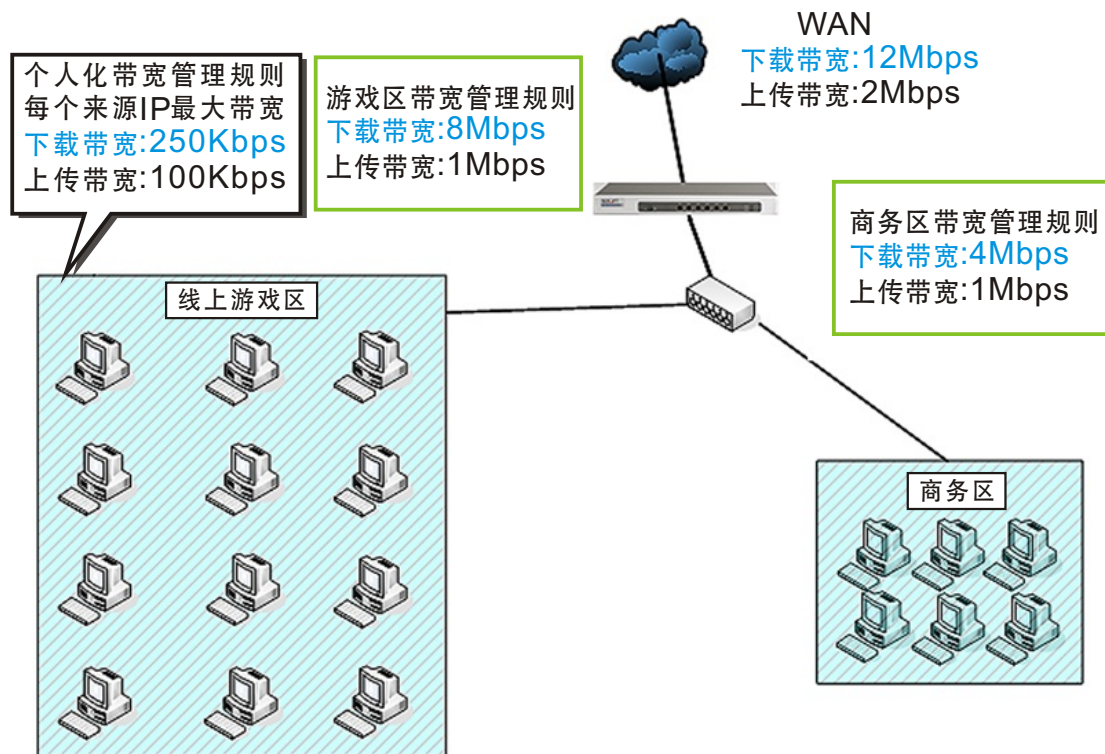 WAN
下载带宽:12Mbps
上传带宽:2Mbps
个人化带宽管理规则
每个来源IP最大带宽
下载带宽:250Kbps
上传带宽:100Kbps
游戏区带宽管理规则
下载带宽:8Mbps
上传带宽:1Mbps
商务区带宽管理规则
下载带宽:4Mbps
上传带宽:1Mbps
线上游戏区
商务区